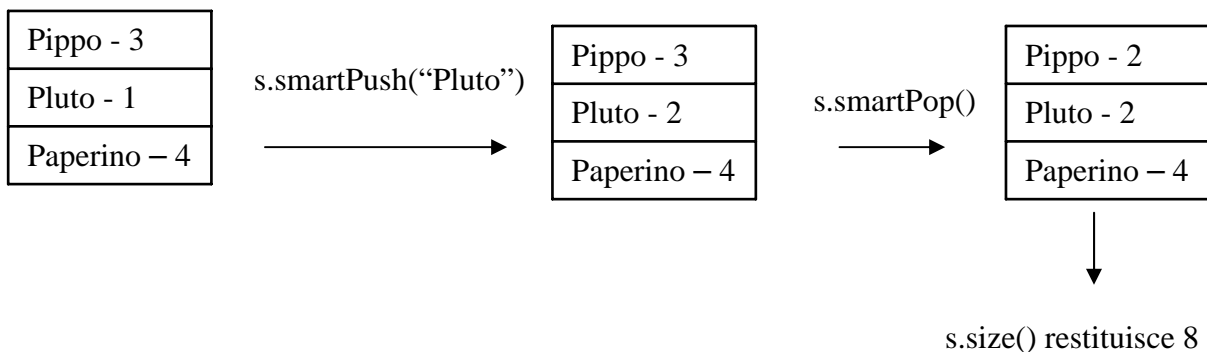 Pippo - 3
Pluto - 1
Paperino – 4
s.smartPush(“Pluto”)
Pippo - 3
Pluto - 2
Paperino – 4
s.smartPop()
Pippo - 2
Pluto - 2
Paperino – 4
s.size() restituisce 8